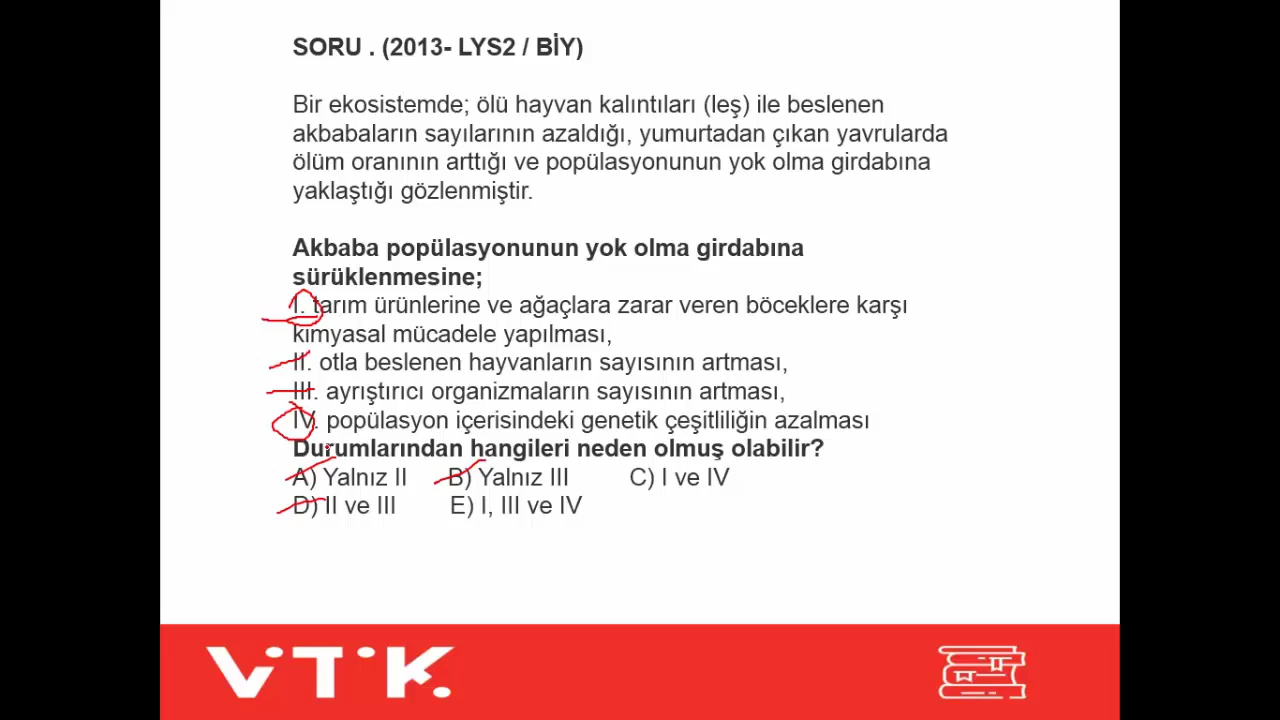 SORU . (2013- LYS2 / BİY)
Bir ekosistemde; ölü hayvan kalıntıları (leş) ile beslenen
akbabaların sayılarının azaldığı, yumurtadan çıkan yavrularda
ölüm oranının arttığı ve popülasyonunun yok olma girdabına
yaklaştığı gözlenmiştir.
Akbaba popülasyonunun yok olma girdabına
sürüklenmesine;
I. tarım ürünlerine ve ağaçlara zarar veren böceklere karşı
kimyasal mücadele yapılması,
II. otla beslenen hayvanların sayısının artması,
III. ayrıştırıcı organizmaların sayısının artması,
IV. popülasyon içerisindeki genetik çeşitliliğin azalması
Durumlarından hangileri neden olmuş olabilir?
A) Yalnız II B) Yalnız III C) I ve IV
D) II ve III E) I, III ve IV
VİTİK.